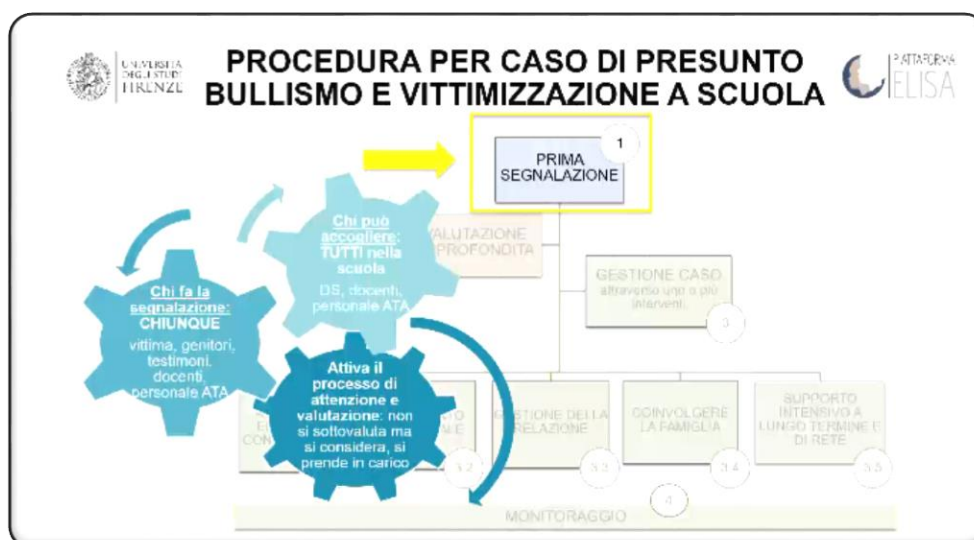 UNIVERSITÀ
DEGLI STUDI
FIRENZE
PROCEDURA PER CASO DI PRESUNTO
BULLISMO E VITTIMIZZAZIONE A SCUOLA
PIATTAFORMA
ELISA
1
PRIMA
SEGNALAZIONE
Chi può
accogliere:
TUTTI nella
scuola
DS, docenti,
personale ATA
VALUTAZIONE
GESTIONE CASO
attraverso uno o più
interventi
3
Chi fa la
segnalazione:
CHIUNQUE
vittima, genitori,
testimoni,
docenti,
personale ATA
Attiva il
processo di
attenzione e
valutazione: non
si sottovaluta ma
si considera, si
prende in carico
3.2
GESTIONE DELLA
RELAZIONE
3.3
COINVOLGERE
LA FAMIGLIA
3.4
SUPPORTO
INTENSIVO A
LUNGO TERMINE E
DI RETE
3.5
4
MONITORAGGIO